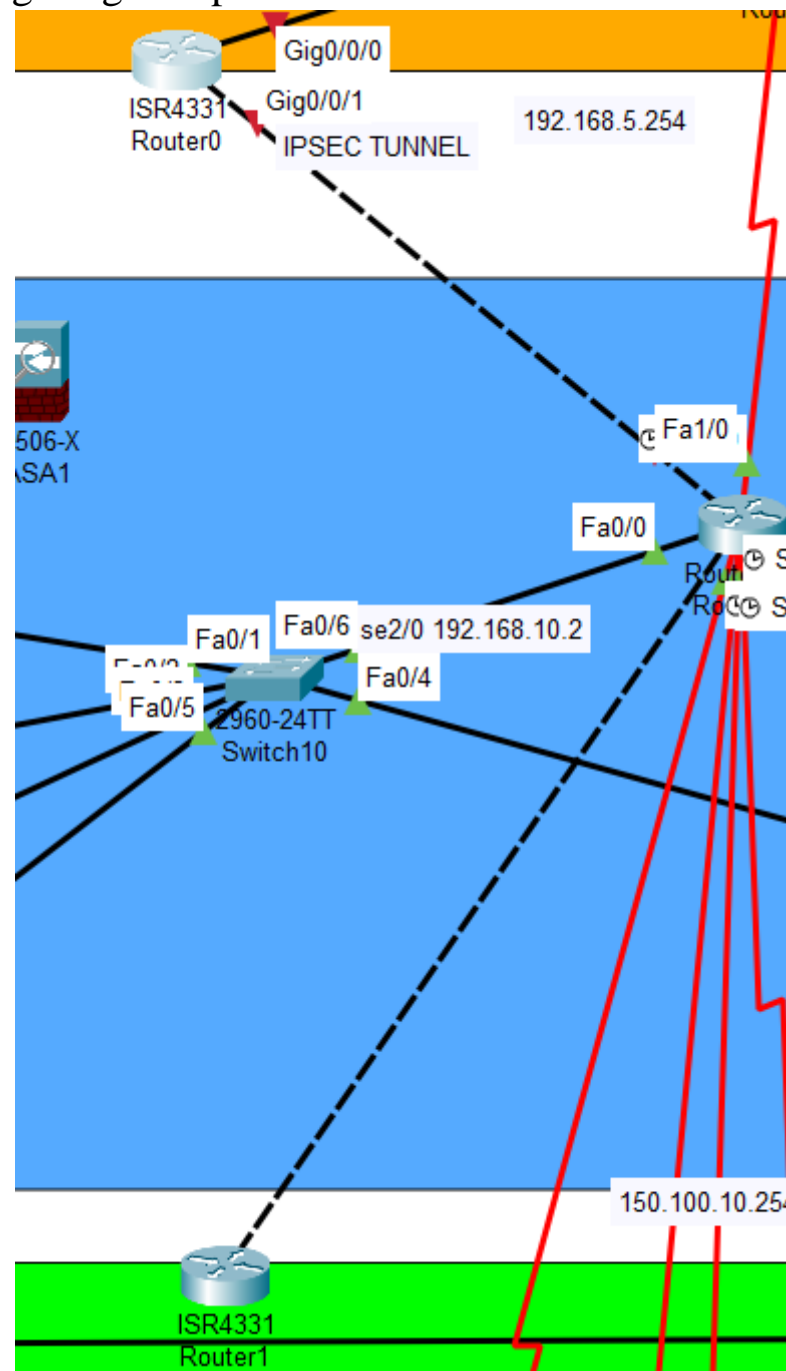 Gig0/0/0
ISR4331
Router0
Gig0/0/1
IPSEC TUNNEL
192.168.5.254
506-X
ASA1
Fa1/0
Fa0/0
Fa0/1
Fa0/6
se2/0 192.168.10.2
Fa0/4
Fa0/5
2960-24TT
Switch10
150.100.10.254
ISR4331
Router1